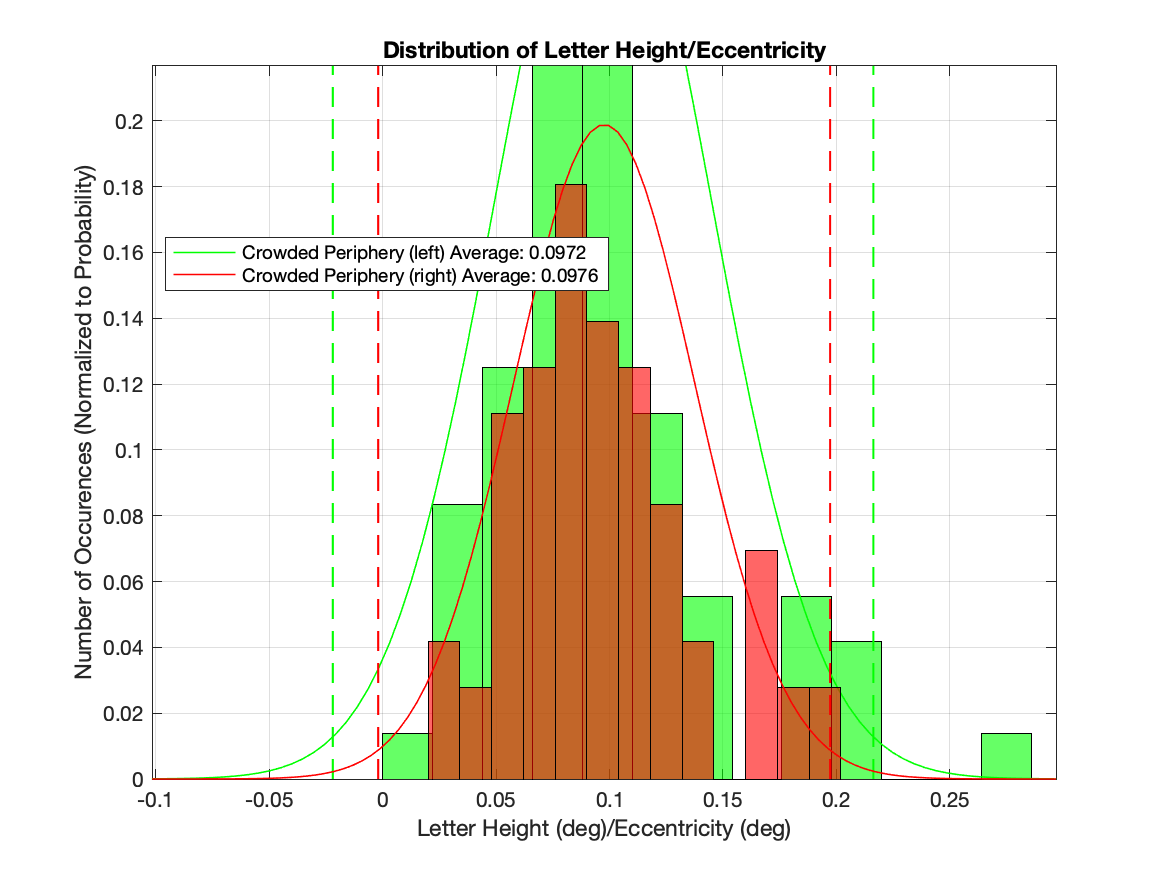 Distribution of Letter Height/Eccentricity
Number of Occurences (Normalized to Probability)
0.2
0.18
0.16
0.14
0.12
0.1
0.08
0.06
0.04
0.02
0
Crowded Periphery (left) Average: 0.0972
Crowded Periphery (right) Average: 0.0976
-0.1 -0.05 0 0.05 0.1 0.15 0.2 0.25
Letter Height (deg)/Eccentricity (deg)